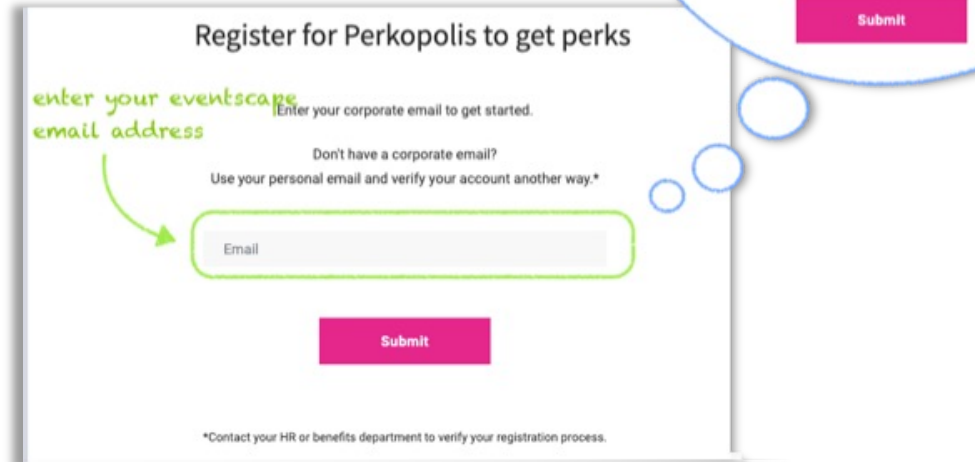 Submit
Register for Perkopolis to get perks
enter your eventscape
email address
Enter your corporate email to get started.
Don't have a corporate email?
Use your personal email and verify your account another way.*
Email
Submit
*Contact your HR or benefits department to verify your registration process.